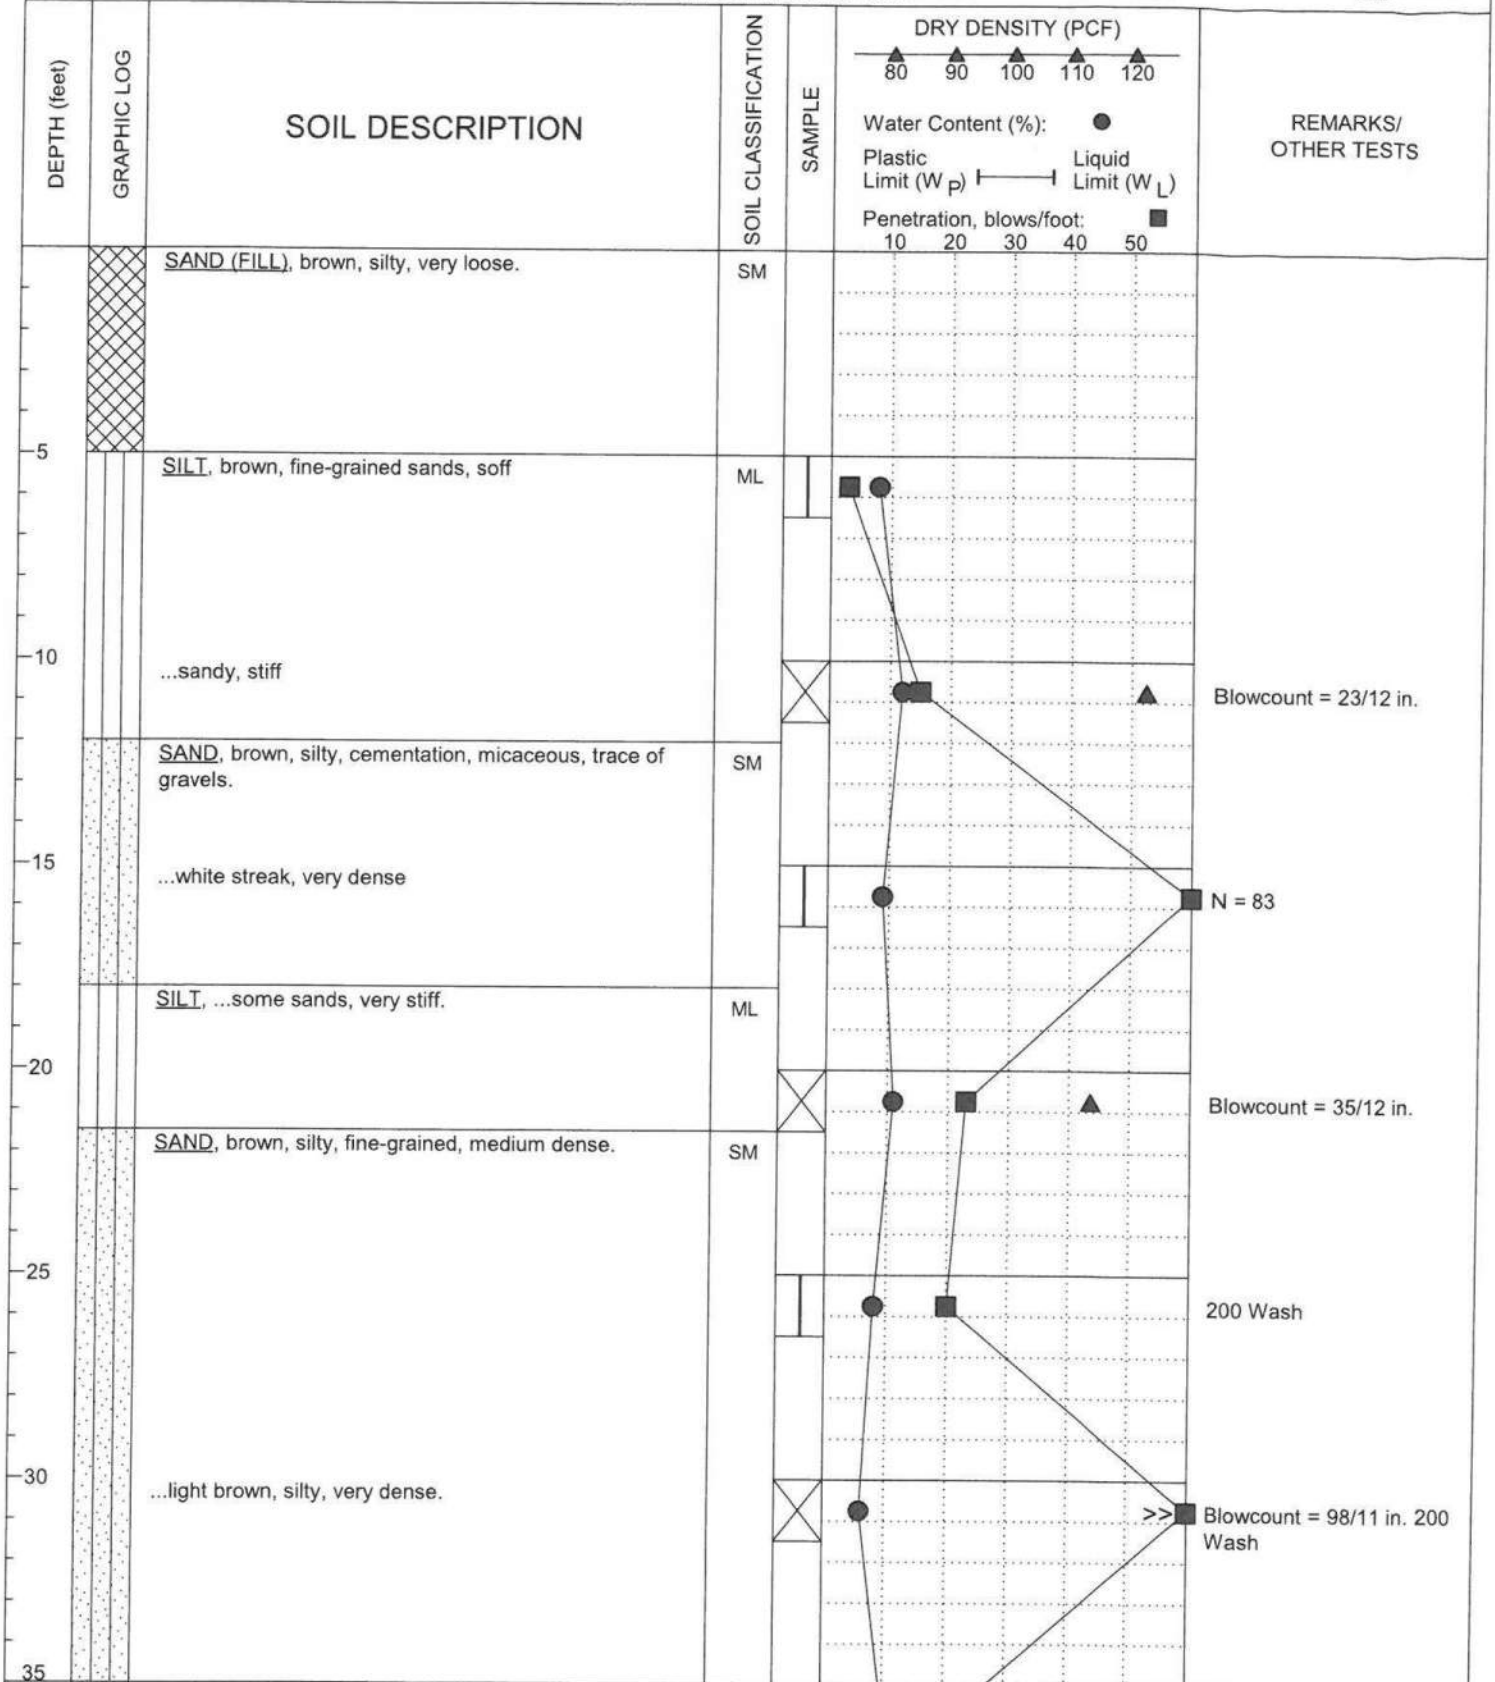 DEPTH (feet)
GRAPHIC LOG
SOIL DESCRIPTION
SOIL CLASSIFICATION
SAMPLE
DRY DENSITY (PCF)
80 90 100 110 120
Water Content (%):
Plastic Limit (W P)
Liquid Limit (W L)
Penetration, blows/foot:
10 20 30 40 50
REMARKS/
OTHER TESTS
SAND (FILL), brown, silty, very loose.
SM
5
SILT, brown, fine-grained sands, soff
ML
10
...sandy, stiff
Blowcount = 23/12 in.
SAND, brown, silty, cementation, micaceous, trace of
gravels.
SM
15
...white streak, very dense
N = 83
SILT, ...some sands, very stiff.
ML
20
Blowcount = 35/12 in.
SAND, brown, silty, fine-grained, medium dense.
SM
25
200 Wash
30
...light brown, silty, very dense.
>>
Blowcount = 98/11 in. 200
Wash
35